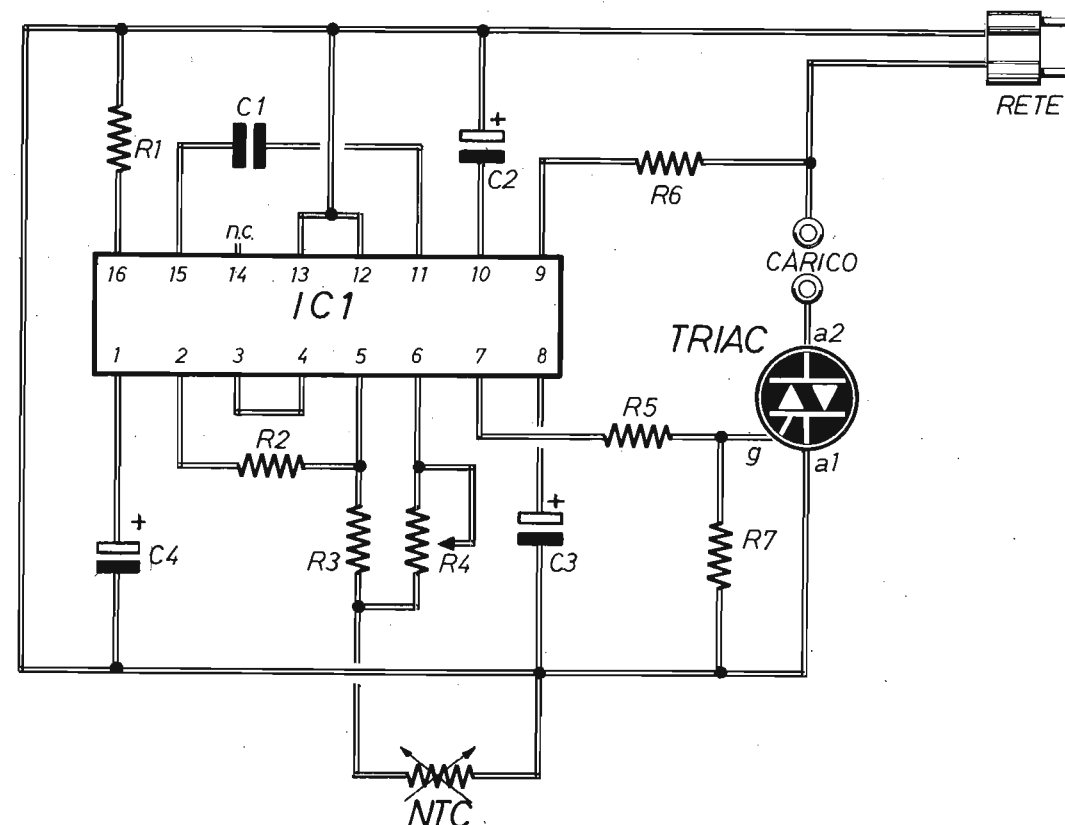 RETE
C1
R1
+
C2
R6
n.c.
16 15 14 13 12 11 10 9
CARICO
IC1
1 2 3 4 5 6 7 8
TRIAC
a2
R5
R2
g
a1
+
C4
R3
R4
+
C3
R7
NTC